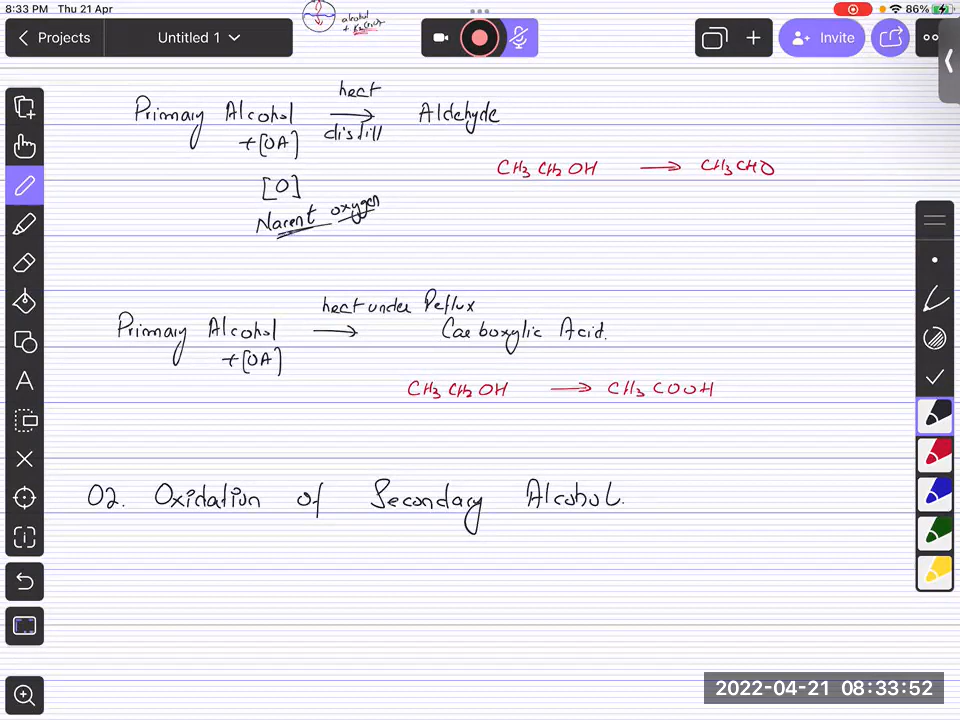 8:33 PM Thu 21 Apr
86%
alcohol
Projects
Untitled 1
Invite
heat
Primary Alcohol → Aldehyde
+[OA] distill
CH3 CH2 OH → CH3 CHO
[O]
Nacent oxygen
heat under Reflux
Primary Alcohol → Carboxylic Acid.
+[OA]
CH3 CH2 OH → CH3 COOH
02. Oxidation of Secondary Alcohol.
2022-04-21 08:33:52